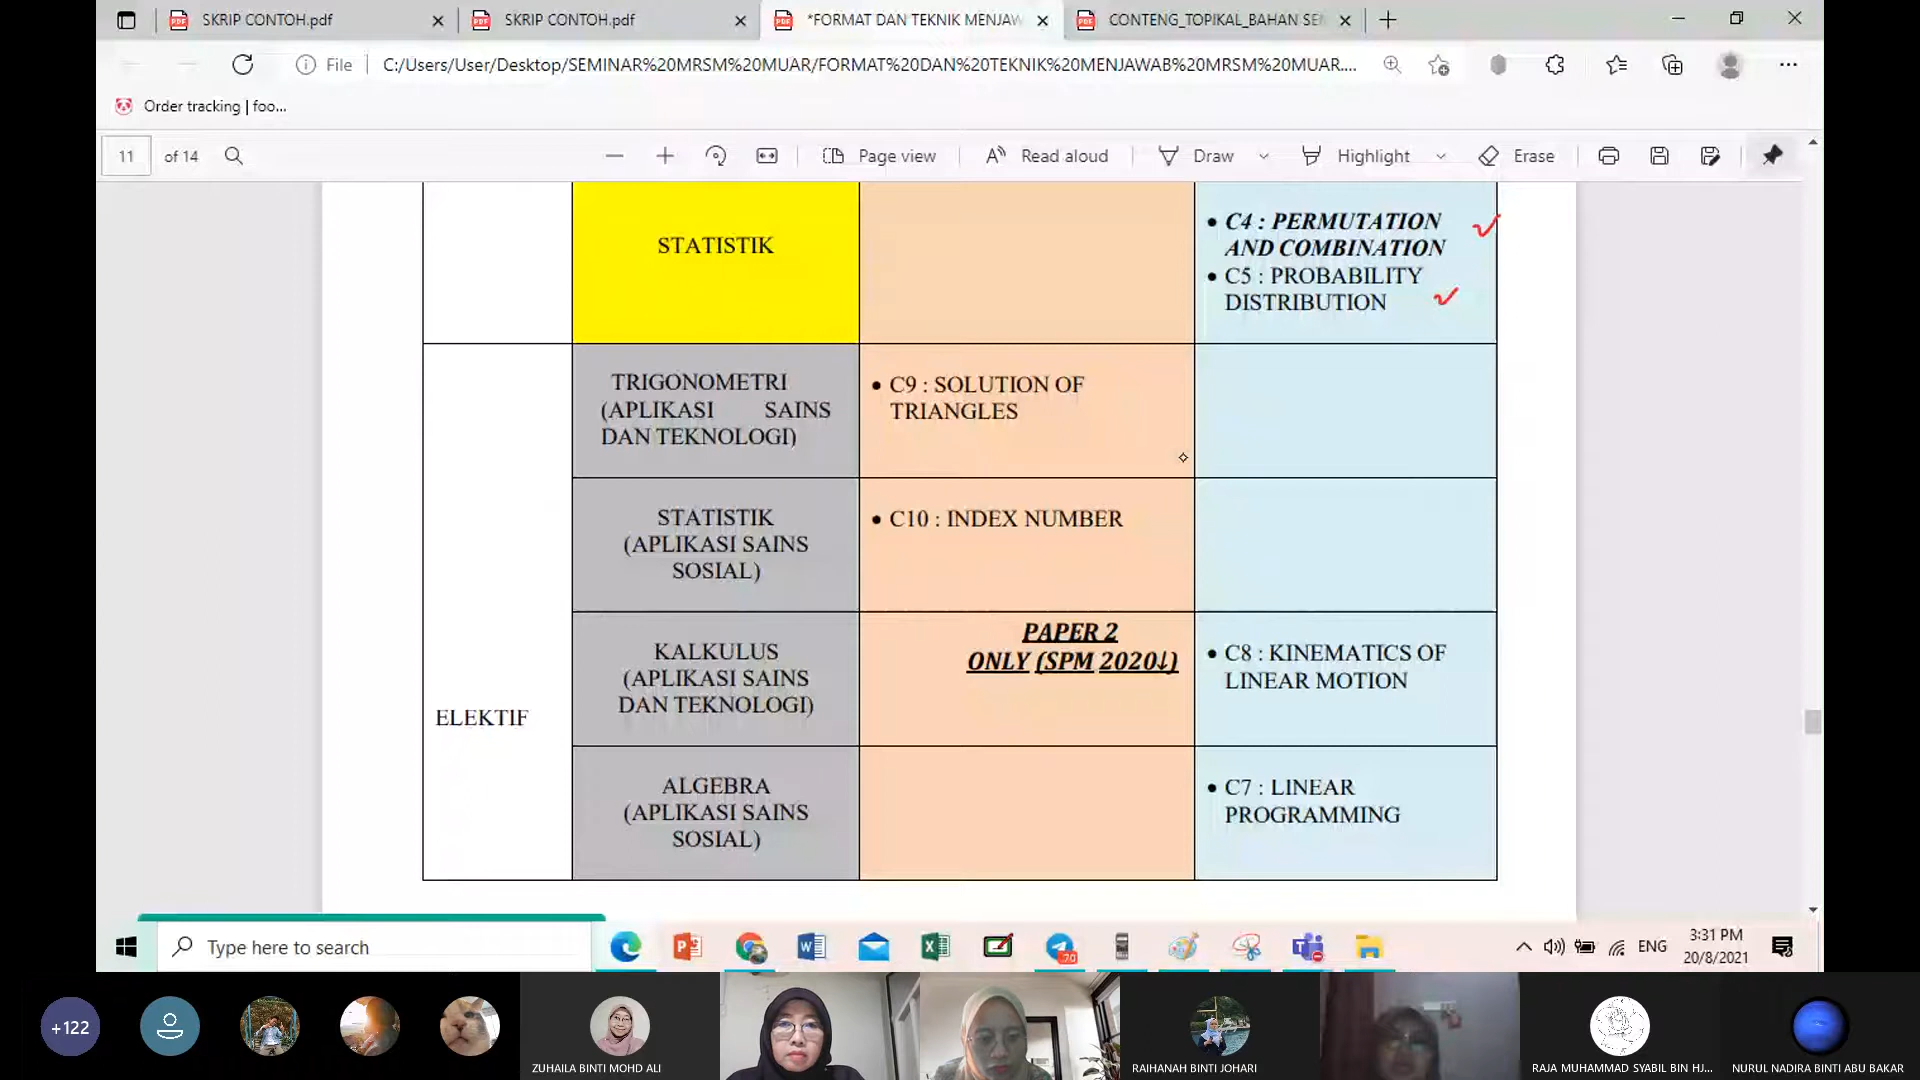 SKRIP CONTOH.pdf
SKRIP CONTOH.pdf
*FORMAT DAN TEKNIK MENJAW
CONTENG_TOPIKAL_BAHAN SE
File
C:/Users/User/Desktop/SEMINAR%20MRSM%20MUAR/FORMAT%20DAN%20TEKNIK%20MENJAWAB%20MRSM%20MUAR....
Order tracking | foo...
11 of 14
Page view
Read aloud
Draw
Highlight
Erase
STATISTIK
• C4 : PERMUTATION
AND COMBINATION
• C5 : PROBABILITY
DISTRIBUTION
ELEKTIF
TRIGONOMETRI
(APLIKASI SAINS
DAN TEKNOLOGI)
• C9 : SOLUTION OF
TRIANGLES
STATISTIK
(APLIKASI SAINS
SOSIAL)
• C10 : INDEX NUMBER
KALKULUS
(APLIKASI SAINS
DAN TEKNOLOGI)
PAPER 2
ONLY (SPM 2020↓)
• C8 : KINEMATICS OF
LINEAR MOTION
ALGEBRA
(APLIKASI SAINS
SOSIAL)
• C7 : LINEAR
PROGRAMMING
Type here to search
70
ENG
3:31 PM
20/8/2021
+122
ZUHAILA BINTI MOHD ALI
RAIHANAH BINTI JOHARI
RAJA MUHAMMAD SYABIL BIN HJ...
NURUL NADIRA BINTI ABU BAKAR